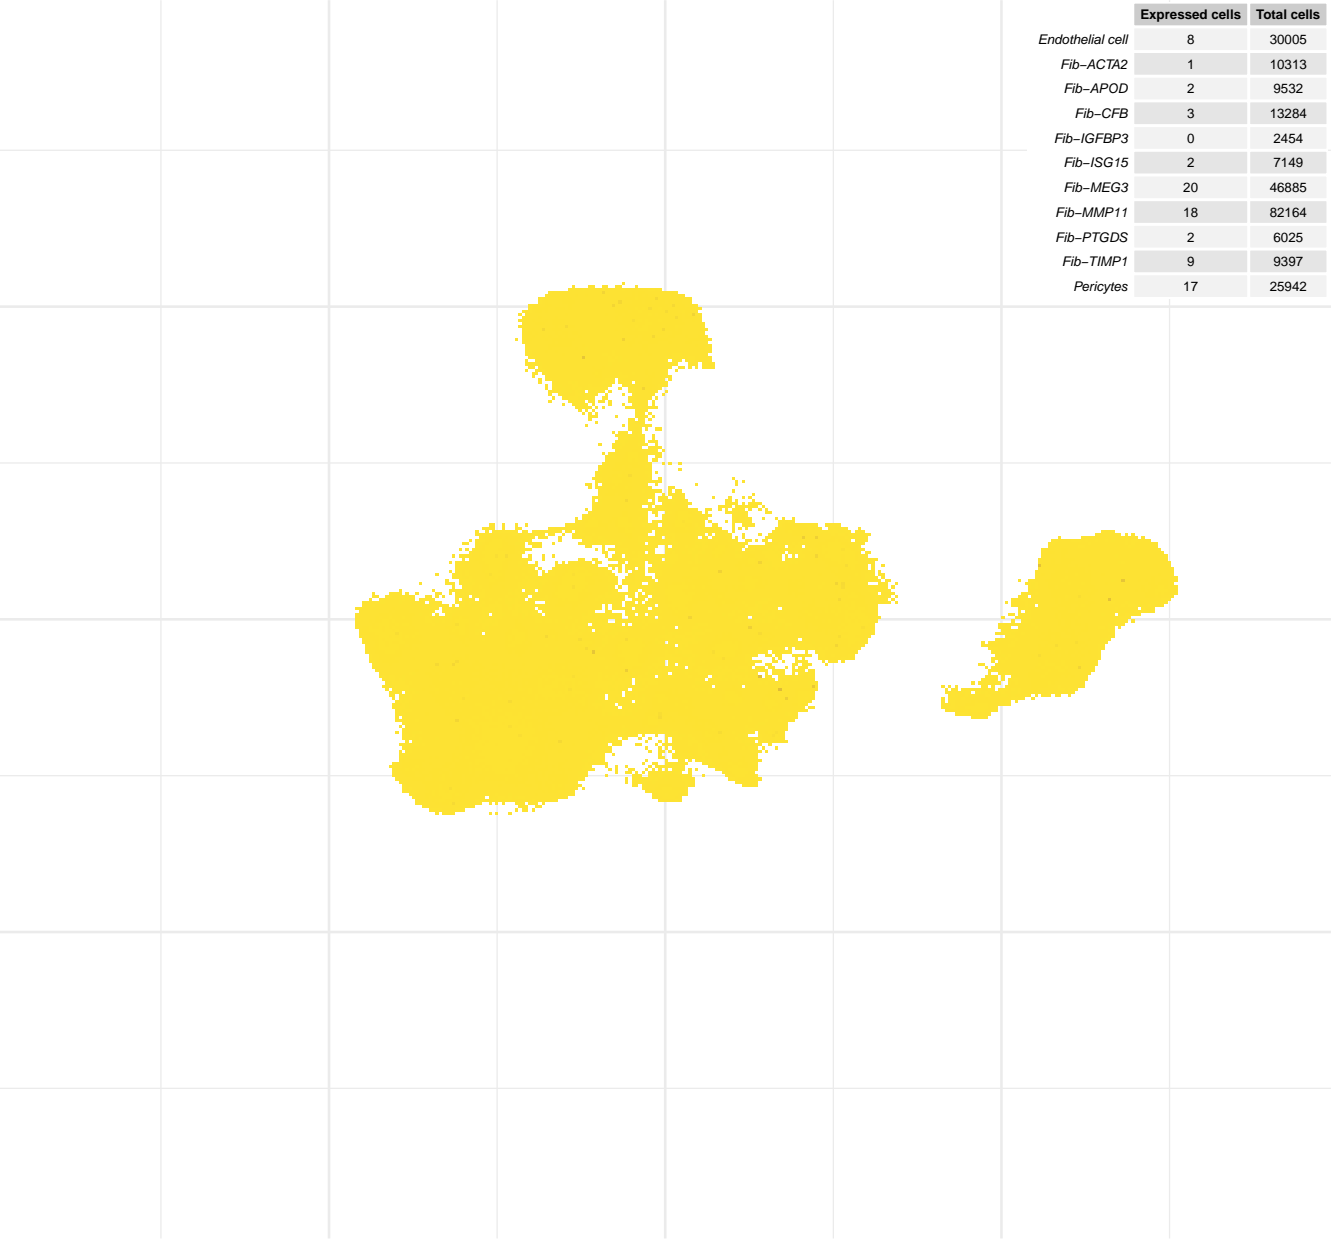 Expressed cells Total cells
Endothelial cell 8 30005
Fib−ACTA2 1 10313
Fib−APOD 2 9532
Fib−CFB 3 13284
Fib−IGFBP3 0 2454
Fib−ISG15 2 7149
Fib−MEG3 20 46885
Fib−MMP11 18 82164
Fib−PTGDS 2 6025
Fib−TIMP1 9 9397
Pericytes 17 25942